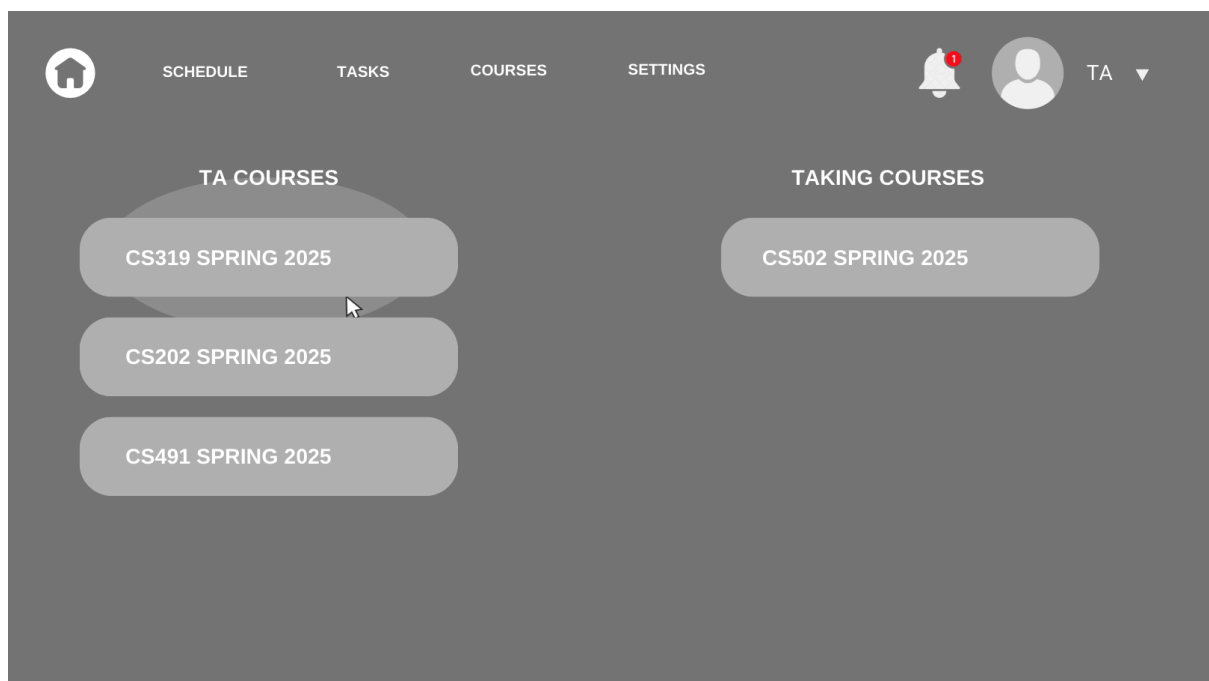 SCHEDULE TASKS COURSES SETTINGS 1 TA
TA COURSES
CS319 SPRING 2025
CS202 SPRING 2025
CS491 SPRING 2025
TAKING COURSES
CS502 SPRING 2025